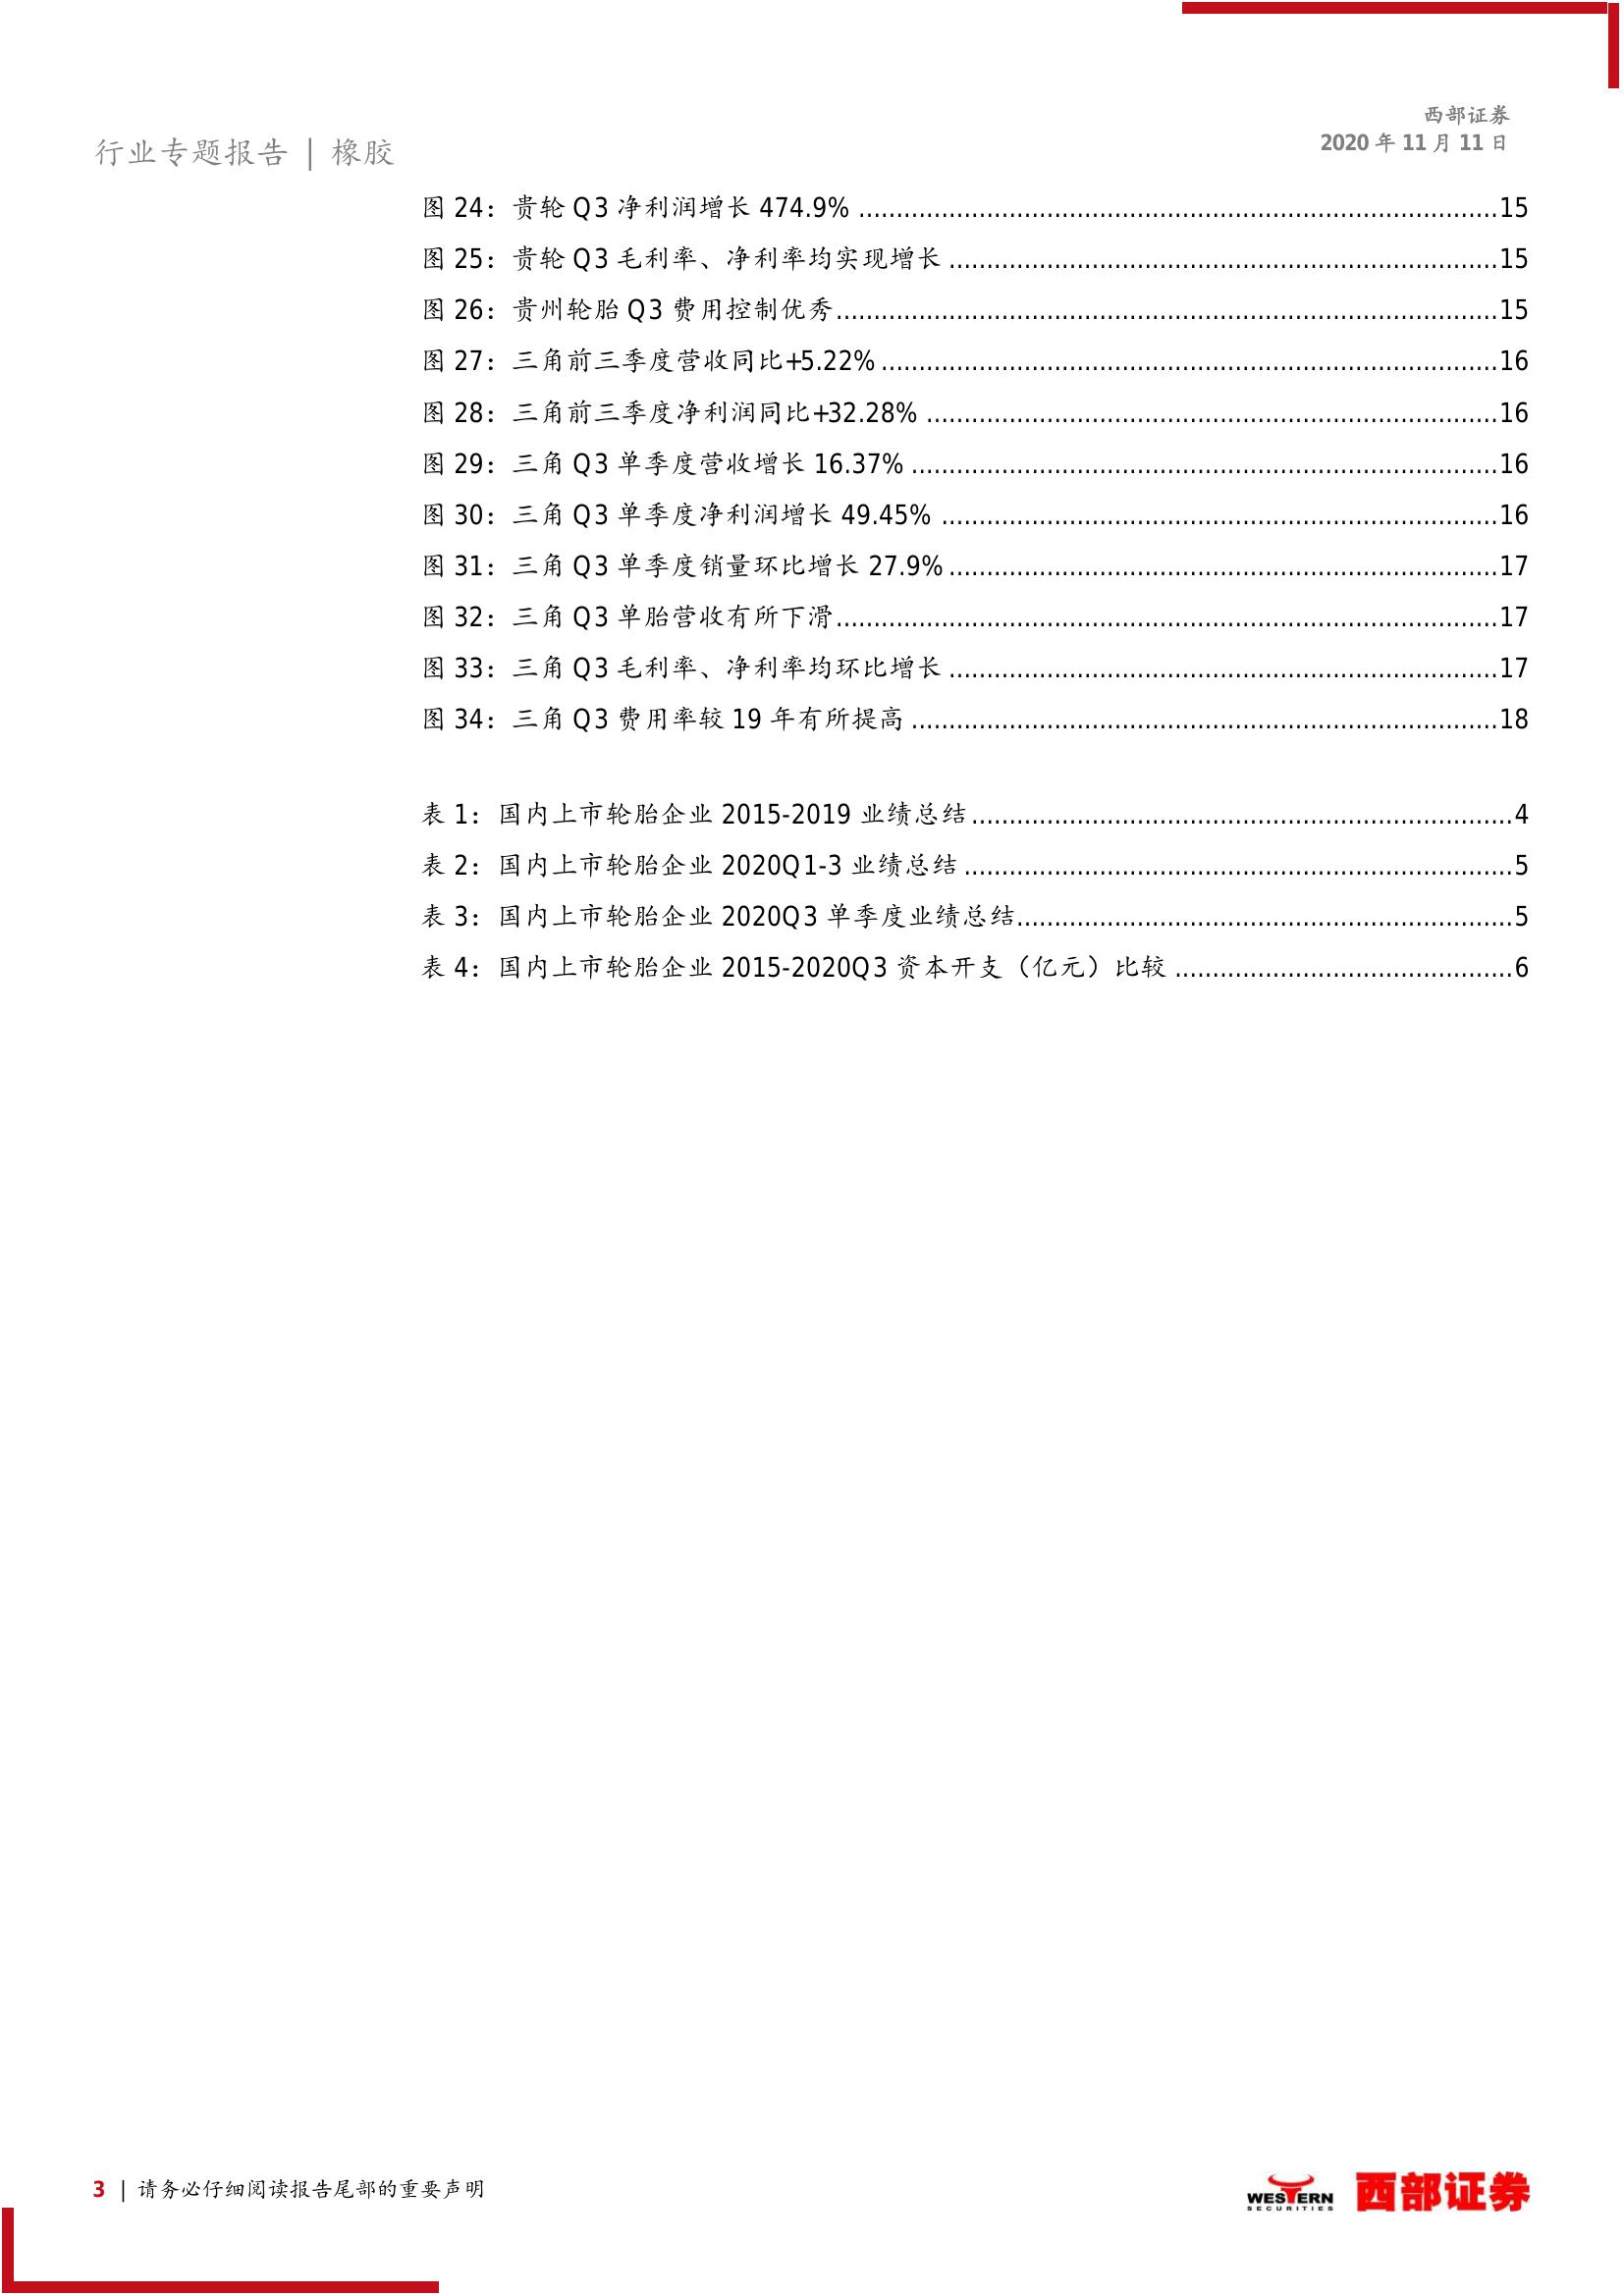 西部证券
2020 年 11 月 11 日
行业专题报告 | 橡胶
图 24：贵轮 Q3 净利润增长 474.9% ........................................15
图 25：贵轮 Q3 毛利率、净利率均实现增长 ........................................15
图 26：贵州轮胎 Q3 费用控制优秀........................................15
图 27：三角前三季度营收同比+5.22% ........................................16
图 28：三角前三季度净利润同比+32.28% ........................................16
图 29：三角 Q3 单季度营收增长 16.37% ........................................16
图 30：三角 Q3 单季度净利润增长 49.45% ........................................16
图 31：三角 Q3 单季度销量环比增长 27.9% ........................................17
图 32：三角 Q3 单胎营收有所下滑........................................17
图 33：三角 Q3 毛利率、净利率均环比增长 ........................................17
图 34：三角 Q3 费用率较 19 年有所提高 ........................................18
表 1：国内上市轮胎企业 2015-2019 业绩总结........................................4
表 2：国内上市轮胎企业 2020Q1-3 业绩总结 ........................................5
表 3：国内上市轮胎企业 2020Q3 单季度业绩总结........................................5
表 4：国内上市轮胎企业 2015-2020Q3 资本开支（亿元）比较 ........................................6
3 | 请务必仔细阅读报告尾部的重要声明
WESTERN
SECURITIES
西部证券